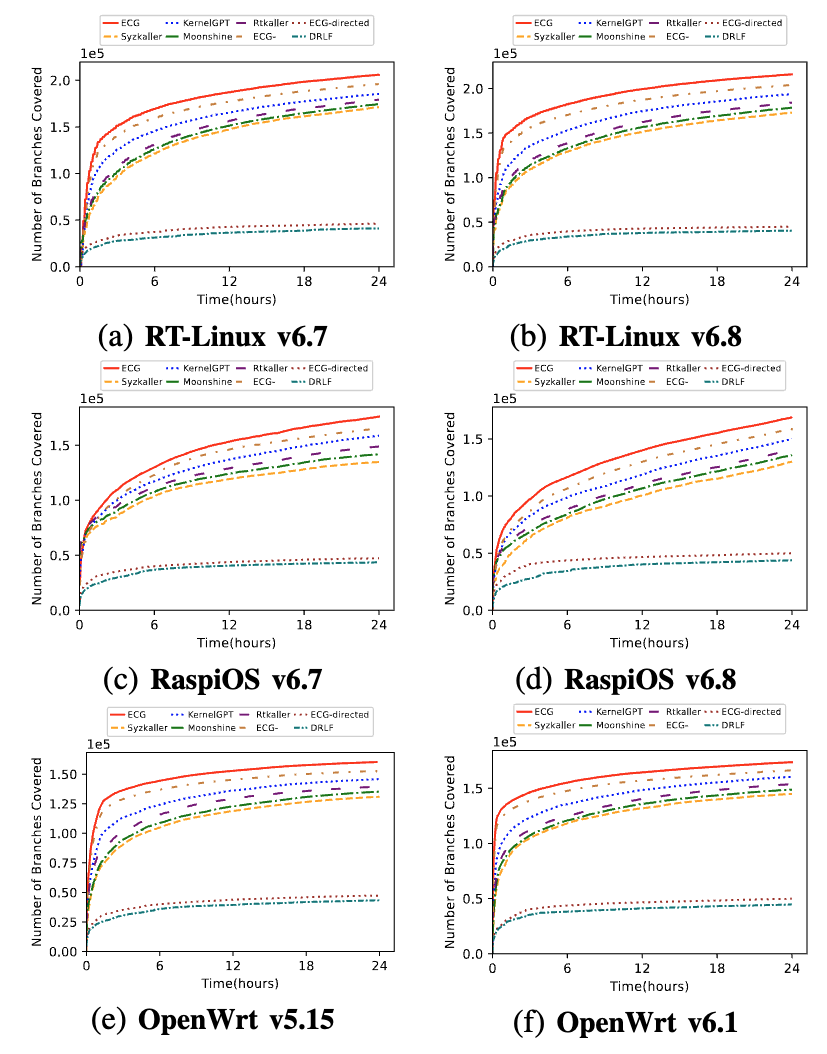 ECG KernelGPT Rtkaller ECG-directed
Syzkaller Moonshine ECG- DRLF
1e5
Number of Branches Covered
2.0
1.5
1.0
0.5
0.0
0 6 12 18 24
Time(hours)
(a) RT-Linux v6.7
ECG KernelGPT Rtkaller ECG-directed
Syzkaller Moonshine ECG- DRLF
1e5
Number of Branches Covered
2.0
1.5
1.0
0.5
0.0
0 6 12 18 24
Time(hours)
(b) RT-Linux v6.8
ECG KernelGPT Rtkaller ECG-directed
Syzkaller Moonshine ECG- DRLF
1e5
Number of Branches Covered
1.5
1.0
0.5
0.0
0 6 12 18 24
Time(hours)
(c) RaspiOS v6.7
ECG KernelGPT Rtkaller ECG-directed
Syzkaller Moonshine ECG- DRLF
1e5
Number of Branches Covered
1.5
1.0
0.5
0.0
0 6 12 18 24
Time(hours)
(d) RaspiOS v6.8
ECG KernelGPT Rtkaller ECG-directed
Syzkaller Moonshine ECG- DRLF
1e5
Number of Branches Covered
1.50
1.25
1.00
0.75
0.50
0.25
0.00
0 6 12 18 24
Time(hours)
(e) OpenWrt v5.15
ECG KernelGPT Rtkaller ECG-directed
Syzkaller Moonshine ECG- DRLF
1e5
Number of Branches Covered
1.5
1.0
0.5
0.0
0 6 12 18 24
Time(hours)
(f) OpenWrt v6.1